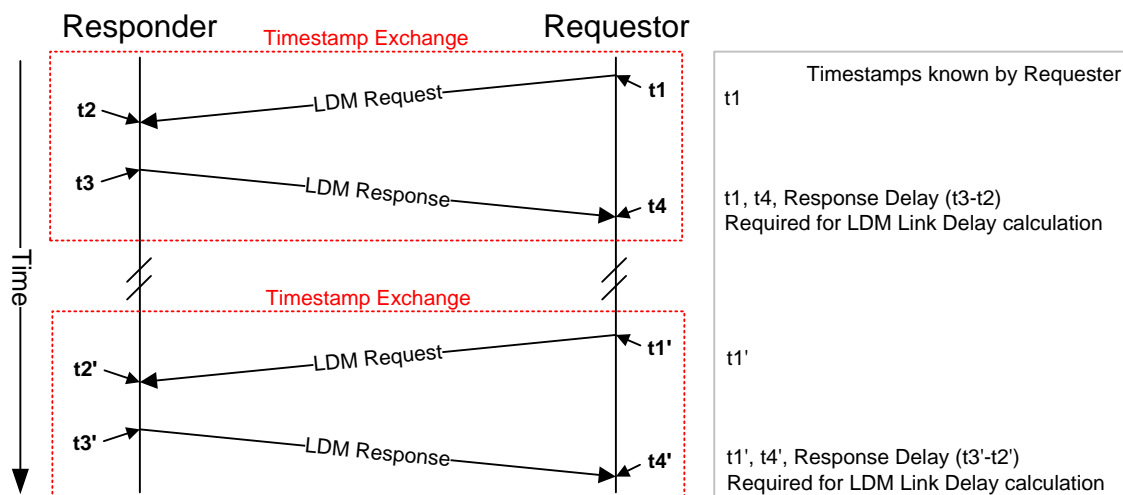 Responder
Requestor
Timestamp Exchange
Timestamps known by Requester
t1
LDM Request
t1
t2
t3
LDM Response
t4
t1, t4, Response Delay (t3-t2)
Required for LDM Link Delay calculation
Time
Timestamp Exchange
LDM Request
t1'
t1'
t2'
t3'
LDM Response
t4'
t1', t4', Response Delay (t3'-t2')
Required for LDM Link Delay calculation